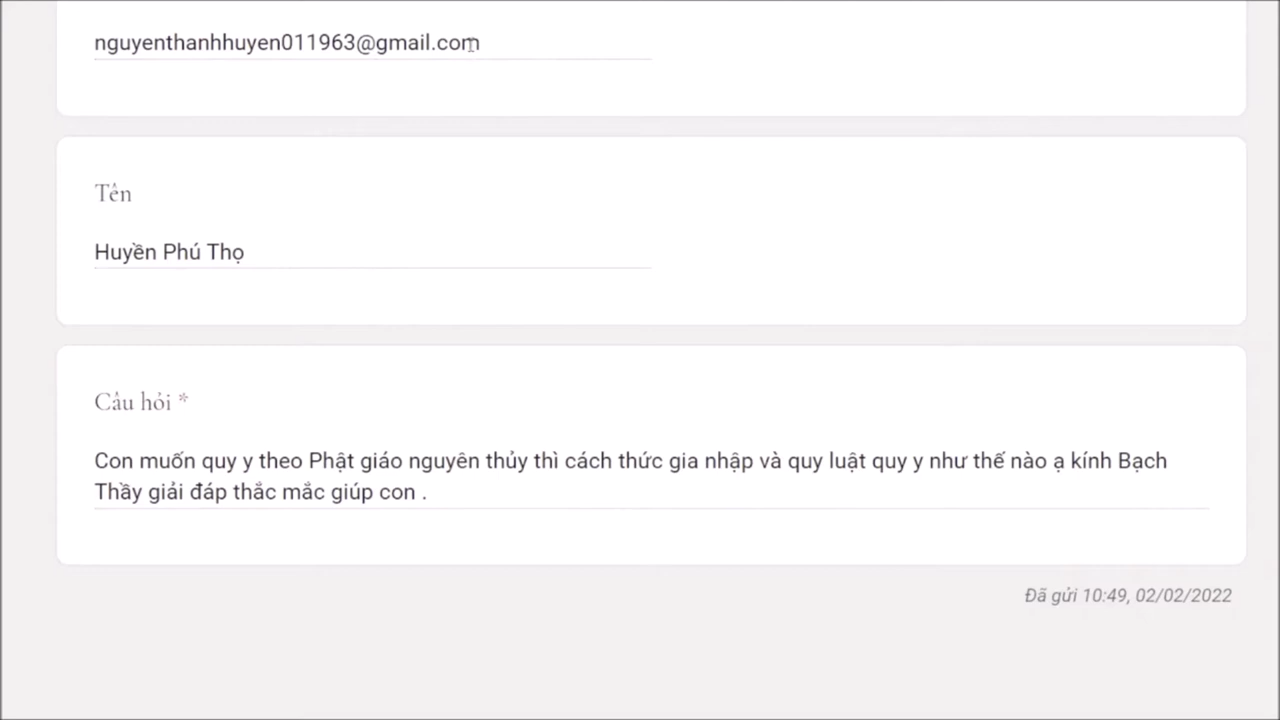 nguyenthanhhuyen011963@gmail.com
Tên
Huyền Phú Thọ
Câu hỏi *
Con muốn quy y theo Phật giáo nguyên thủy thì cách thức gia nhập và quy luật quy y như thế nào ạ kính Bạch
Thầy giải đáp thắc mắc giúp con .
Đã gửi 10:49, 02/02/2022